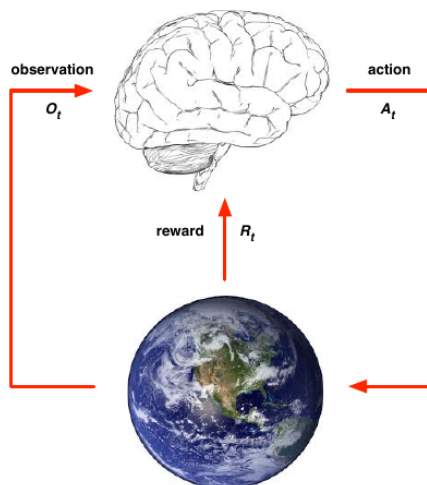 observation
O_t
action
A_t
reward
R_t